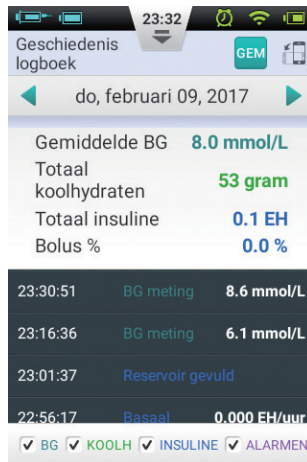 23:32
Geschiedenis
logboek
GEM
do, februari 09, 2017
Gemiddelde BG 8.0 mmol/L
Totaal
koolhydraten 53 gram
Totaal insuline 0.1 EH
Bolus % 0.0 %
23:30:51 BG meting 8.6 mmol/L
23:16:36 BG meting 6.1 mmol/L
23:01:37 Reservoir gevuld
22:56:17 Basaal 0.000 EH/uur
BG KOOLH INSULINE ALARMEN